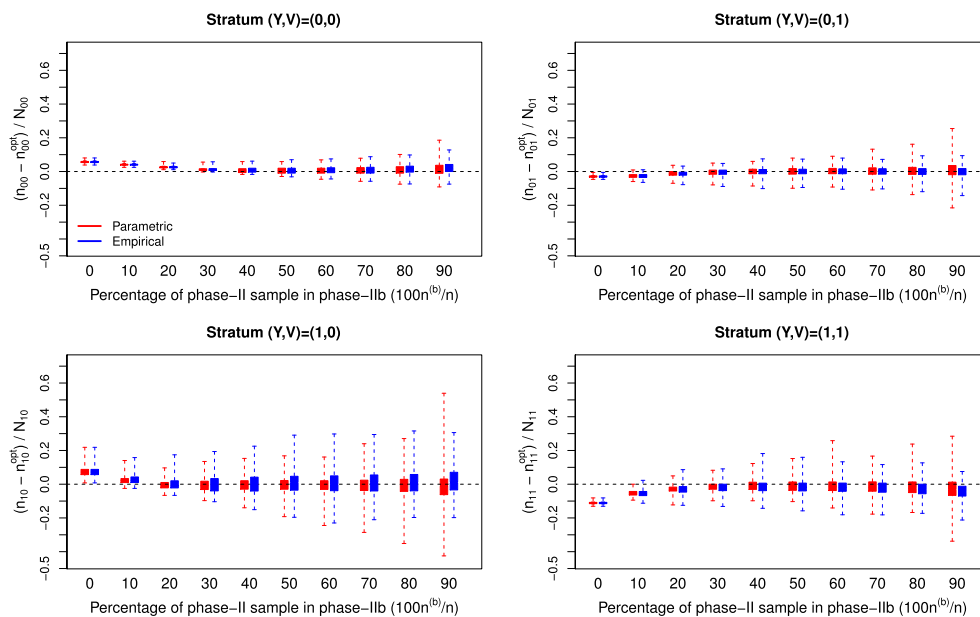 Stratum (Y,V)=(0,0)
(n00 − n00opt) / N00
0.6
0.4
0.2
0.0
−0.2
−0.5
Parametric
Empirical
0 10 20 30 40 50 60 70 80 90
Percentage of phase−II sample in phase−IIb (100n(b)/n)
Stratum (Y,V)=(0,1)
(n01 − n01opt) / N01
0.6
0.4
0.2
0.0
−0.2
−0.5
0 10 20 30 40 50 60 70 80 90
Percentage of phase−II sample in phase−IIb (100n(b)/n)
Stratum (Y,V)=(1,0)
(n10 − n10opt) / N10
0.6
0.4
0.2
0.0
−0.2
−0.5
0 10 20 30 40 50 60 70 80 90
Percentage of phase−II sample in phase−IIb (100n(b)/n)
Stratum (Y,V)=(1,1)
(n11 − n11opt) / N11
0.6
0.4
0.2
0.0
−0.2
−0.5
0 10 20 30 40 50 60 70 80 90
Percentage of phase−II sample in phase−IIb (100n(b)/n)